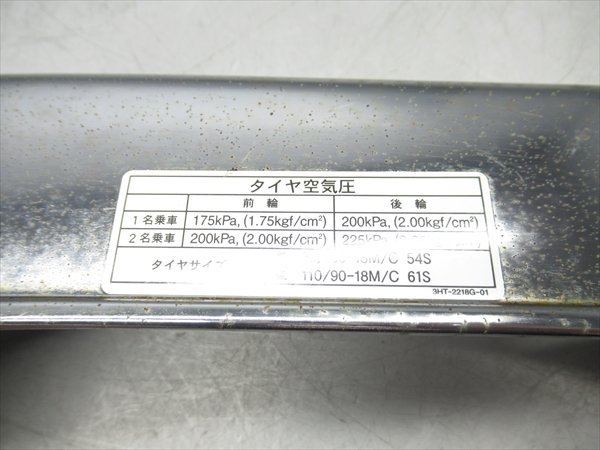 タイヤ空気圧
前輪 後輪
1名乗車 175kPa, (1.75kgf/cm²) 200kPa, (2.00kgf/cm²)
2名乗車 200kPa, (2.00kgf/cm²) 225kPa,
タイヤサイズ M/C 54S
110/90-18M/C 61S
3HT-2218G-01